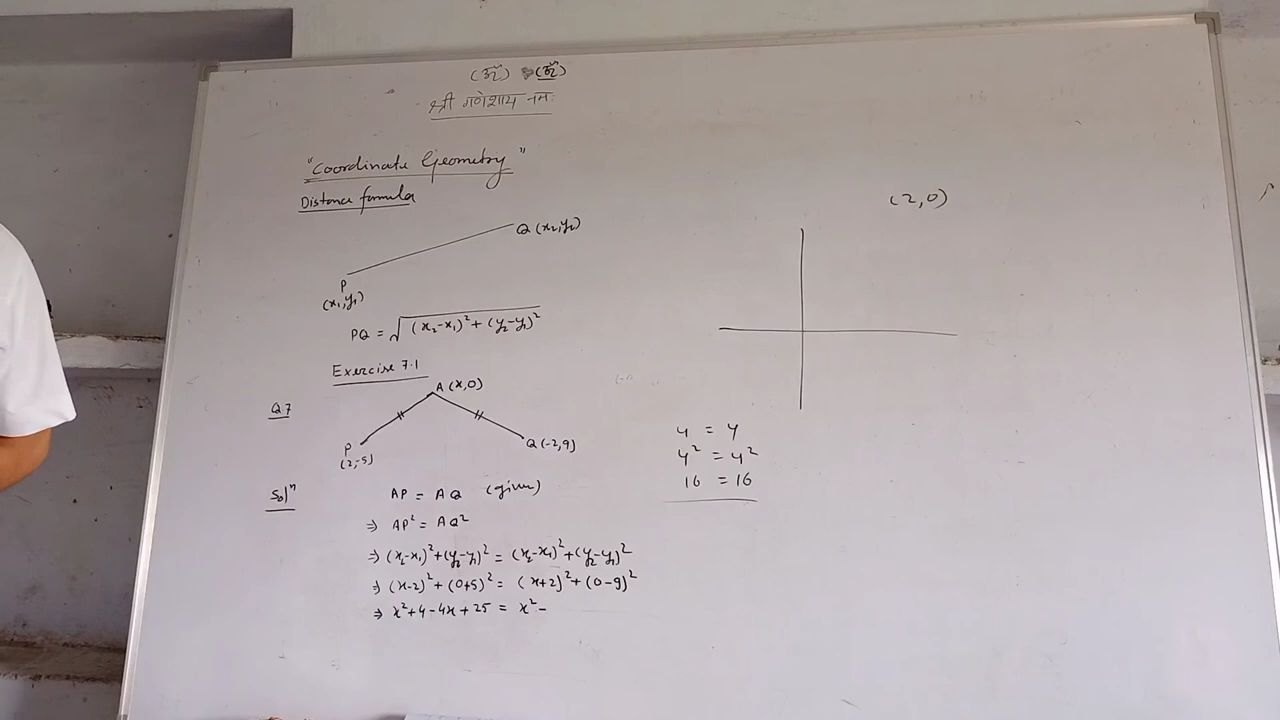 (ॐ) (ॐ)
श्री गणेशाय नमः
"Coordinate Geometry"
Distance formula
Q (x₂,y₂)
P
(x₁,y₁)
PQ = √(x₂-x₁)² + (y₂-y₁)²
Exercise 7.1
A (x,0)
Q7
P
(2,-5)
Q (-2,9)
Solⁿ
AP = AQ (given)
⇒ AP² = AQ²
⇒ (x₂-x₁)²+(y₂-y₁)² = (x₂-x₁)²+(y₂-y₁)²
⇒ (x-2)² + (0+5)² = (x+2)² + (0-9)²
⇒ x²+4-4x+25 = x²-
(2,0)
4 = 4
4² = 4²
16 = 16